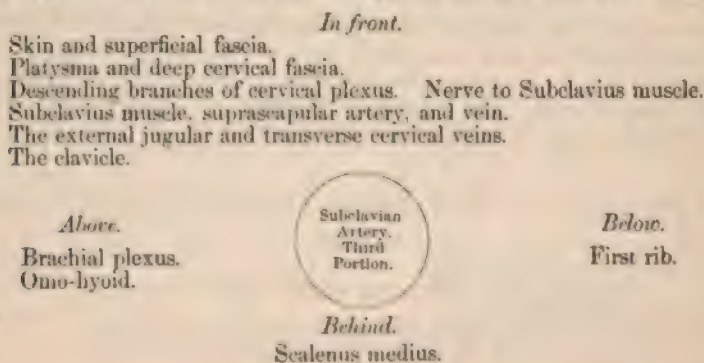 In front.
Skin and superficial fascia.
Platysma and deep cervical fascia.
Descending branches of cervical plexus. Nerve to Subclavius muscle.
Subclavius muscle, suprascapular artery, and vein.
The external jugular and transverse cervical veins.
The clavicle.
Above.
Brachial plexus.
Omo-hyoid.
Subclavian
Artery.
Third
Portion.
Below.
First rib.
Behind.
Scalenus medius.